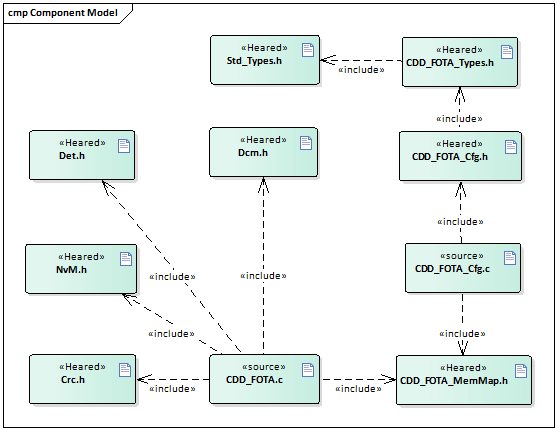 cmp Component Model
«Heared»
Std_Types.h
«include»
«Heared»
CDD_FOTA_Types.h
«include»
«Heared»
Det.h
«Heared»
Dcm.h
«Heared»
CDD_FOTA_Cfg.h
«include»
«Heared»
NvM.h
«include»
«include»
«source»
CDD_FOTA_Cfg.c
«include»
«include»
«Heared»
Crc.h
«include»
«source»
CDD_FOTA.c
«include»
«Heared»
CDD_FOTA_MemMap.h